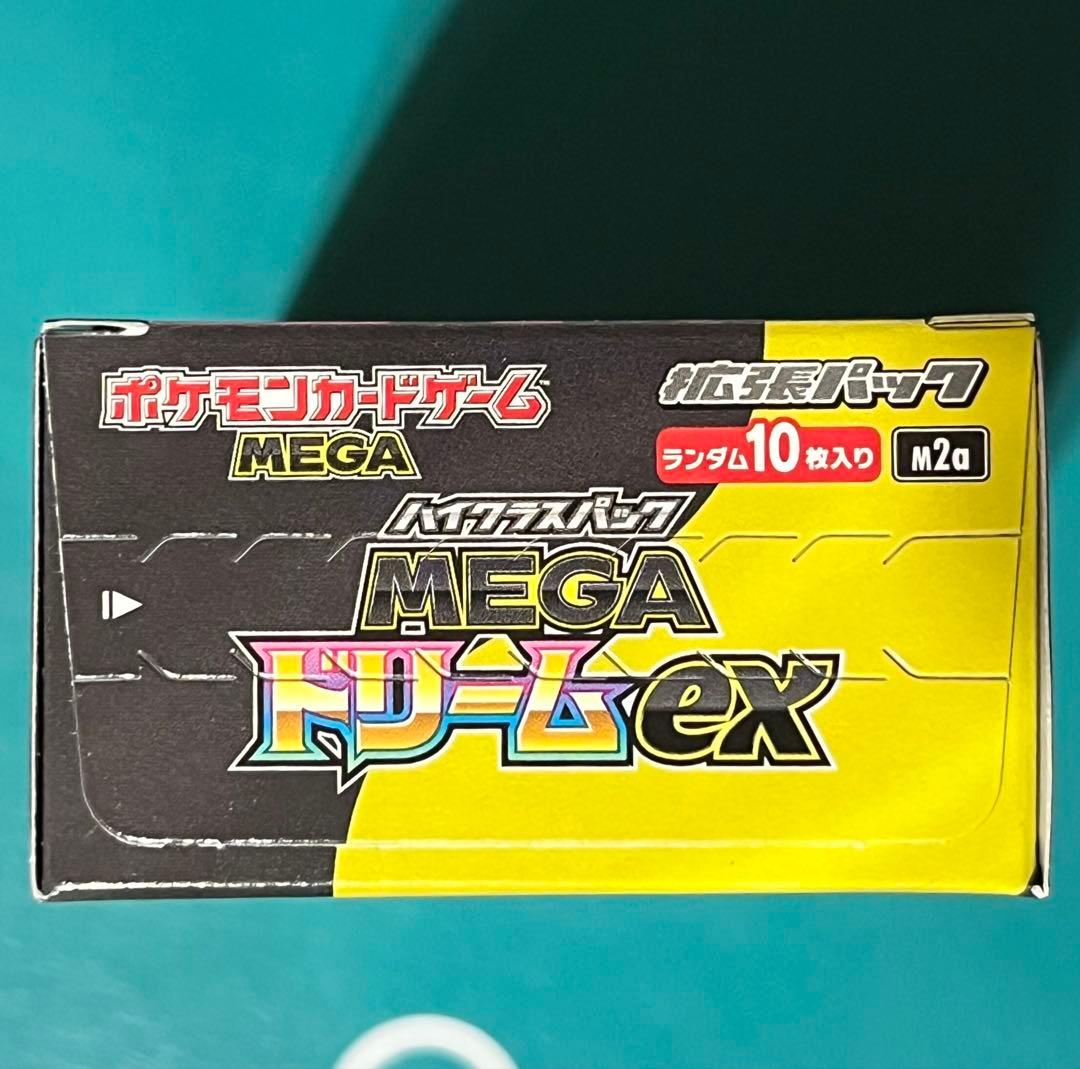 ポケモンカードゲーム™
MEGA
拡張パック
ランダム10枚入り
M2a
ハイクラスパック
MEGA
ドリームex